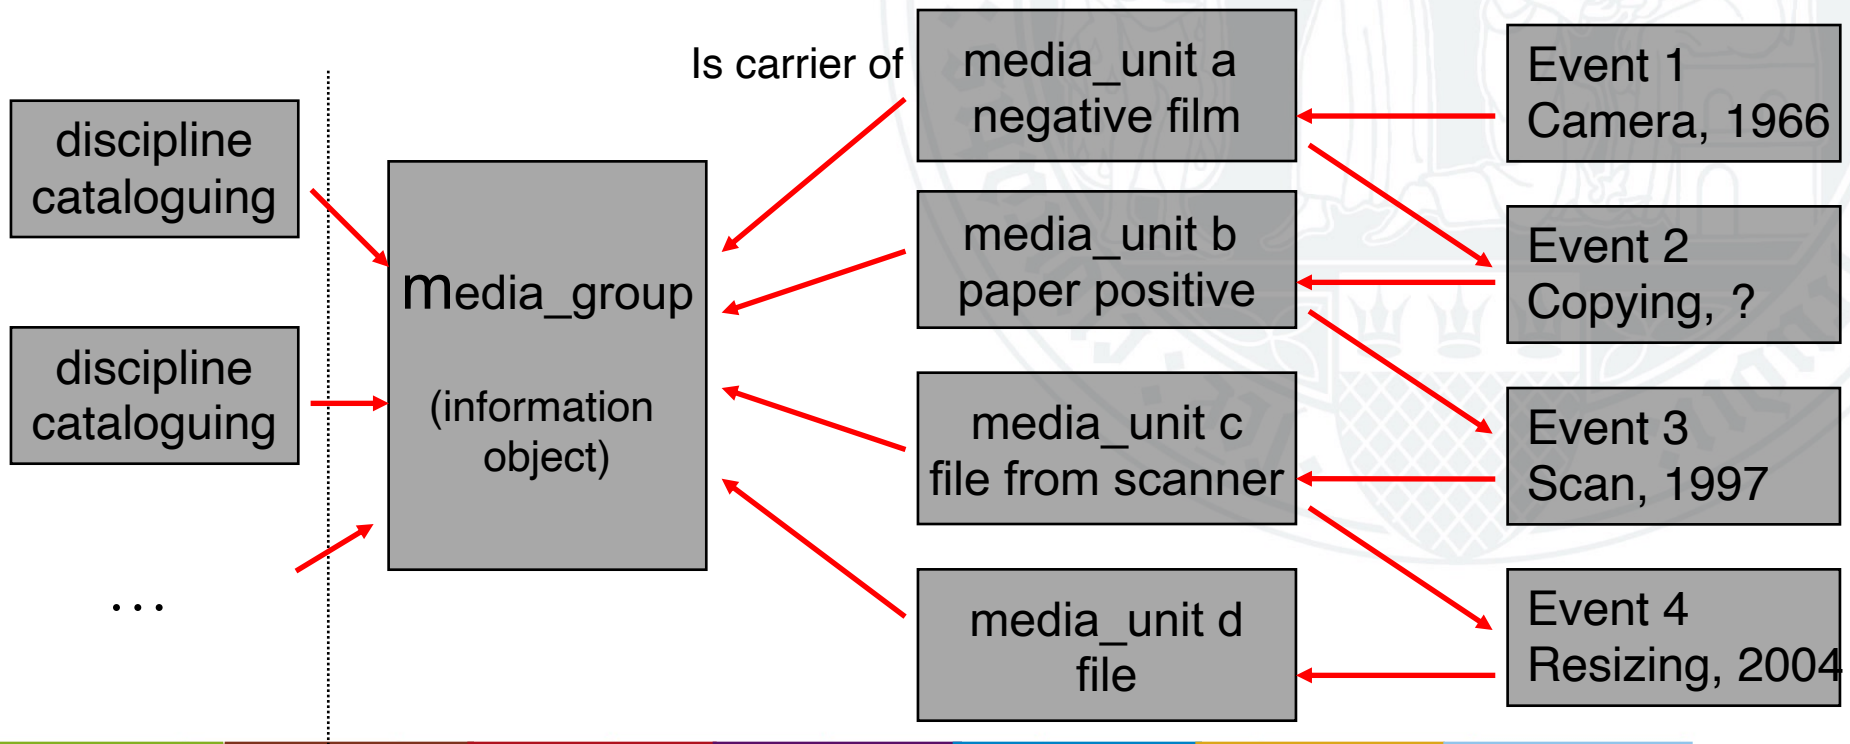 discipline
cataloguing
discipline
cataloguing
...
media_group
(information
object)
Is carrier of
media_unit a
negative film
media_unit b
paper positive
media_unit c
file from scanner
media_unit d
file
Event 1
Camera, 1966
Event 2
Copying, ?
Event 3
Scan, 1997
Event 4
Resizing, 2004